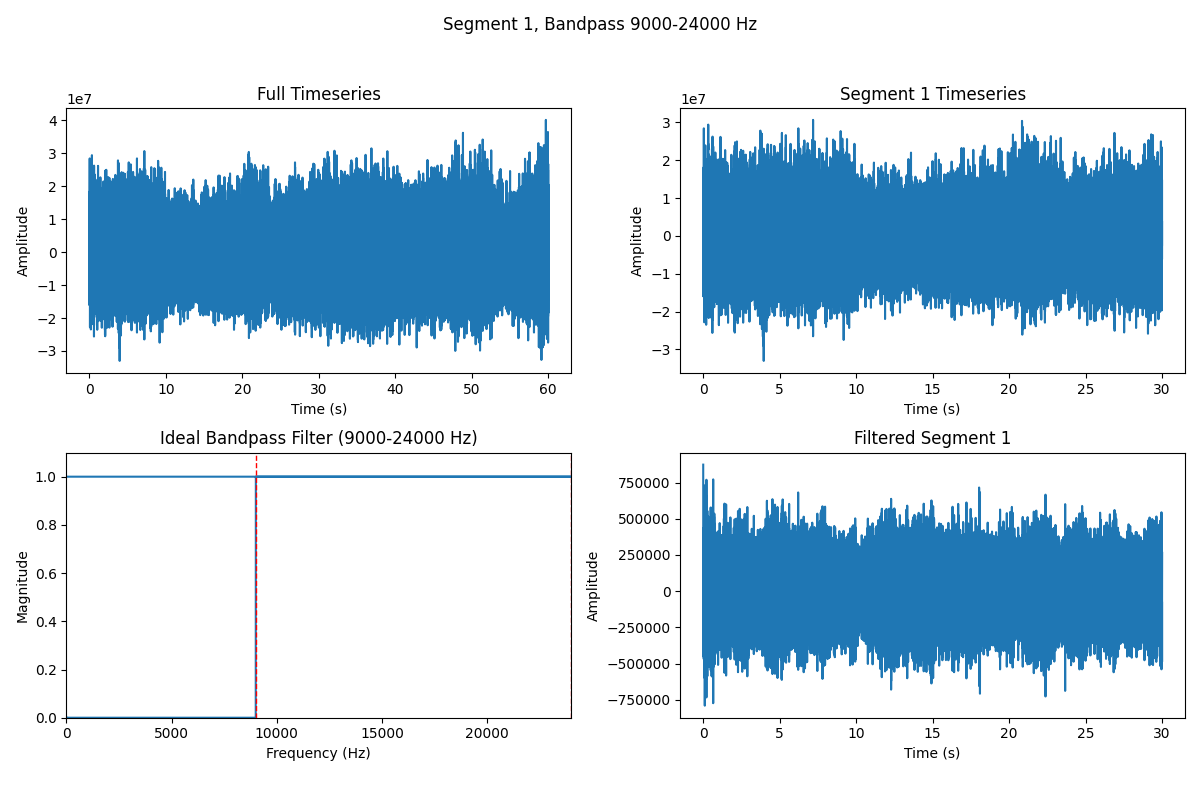 Segment 1, Bandpass 9000-24000 Hz
Full Timeseries
1e7
4
3
2
1
0
−1
−2
−3
Amplitude
0 10 20 30 40 50 60
Time (s)
Segment 1 Timeseries
1e7
3
2
1
0
−1
−2
−3
Amplitude
0 5 10 15 20 25 30
Time (s)
Ideal Bandpass Filter (9000-24000 Hz)
1.0
0.8
0.6
0.4
0.2
0.0
Magnitude
0 5000 10000 15000 20000
Frequency (Hz)
Filtered Segment 1
750000
500000
250000
0
−250000
−500000
−750000
Amplitude
0 5 10 15 20 25 30
Time (s)